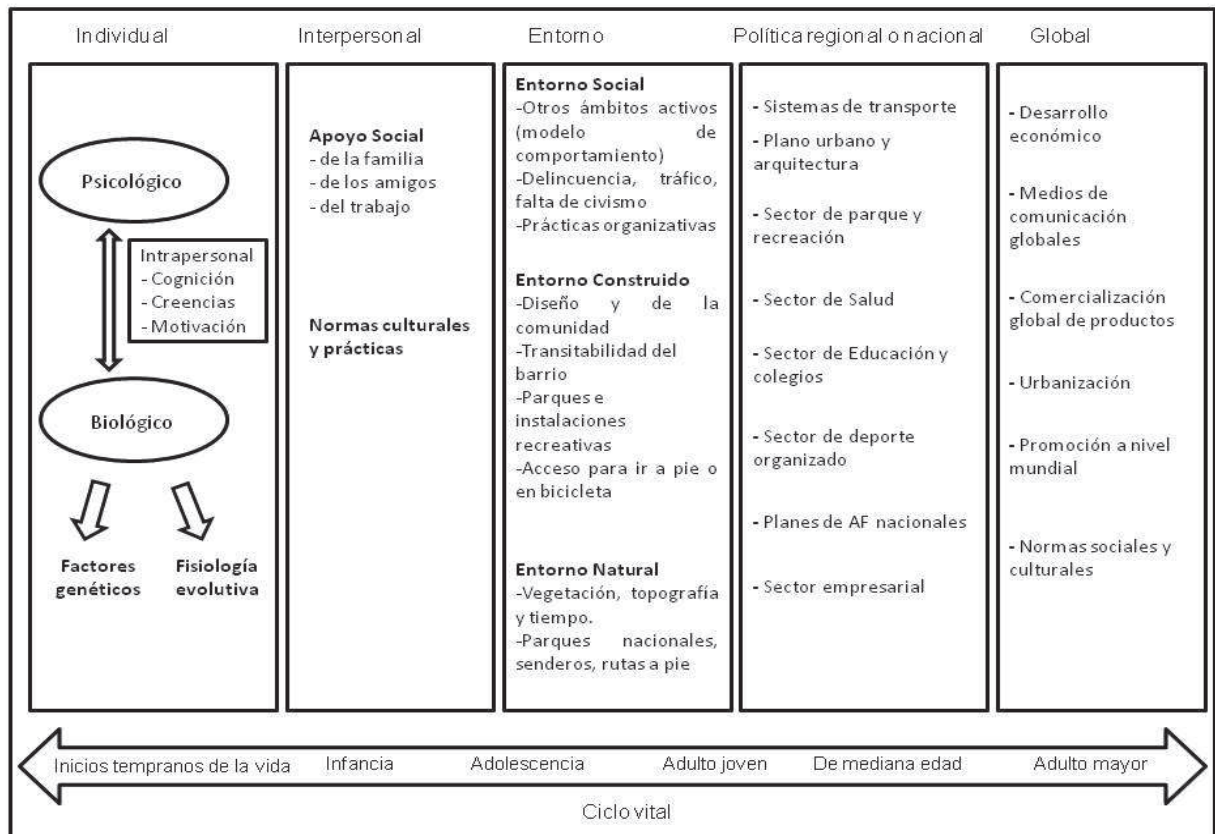 Individual
Interpersonal
Entorno
Política regional o nacional
Global
Psicológico
Intrapersonal
- Cognición
- Creencias
- Motivación
Biológico
Factores
genéticos
Fisiología
evolutiva
Apoyo Social
- de la familia
- de los amigos
- del trabajo
Normas culturales
y prácticas
Entorno Social
-Otros ámbitos activos
(modelo de
comportamiento)
-Delincuencia, tráfico,
falta de civismo
-Prácticas organizativas
Entorno Construido
-Diseño y de la
comunidad
-Transitabilidad del
barrio
-Parques e
instalaciones
recreativas
-Acceso para ir a pie o
en bicicleta
Entorno Natural
-Vegetación, topografía
y tiempo.
-Parques nacionales,
senderos, rutas a pie
- Sistemas de transporte
- Plano urbano y
arquitectura
- Sector de parque y
recreación
- Sector de Salud
- Sector de Educación y
colegios
- Sector de deporte
organizado
- Planes de AF nacionales
- Sector empresarial
- Desarrollo
económico
- Medios de
comunicación
globales
- Comercialización
global de productos
- Urbanización
- Promoción a nivel
mundial
- Normas sociales y
culturales
Inicios tempranos de la vida
Infancia
Adolescencia
Adulto joven
De mediana edad
Adulto mayor
Ciclo vital